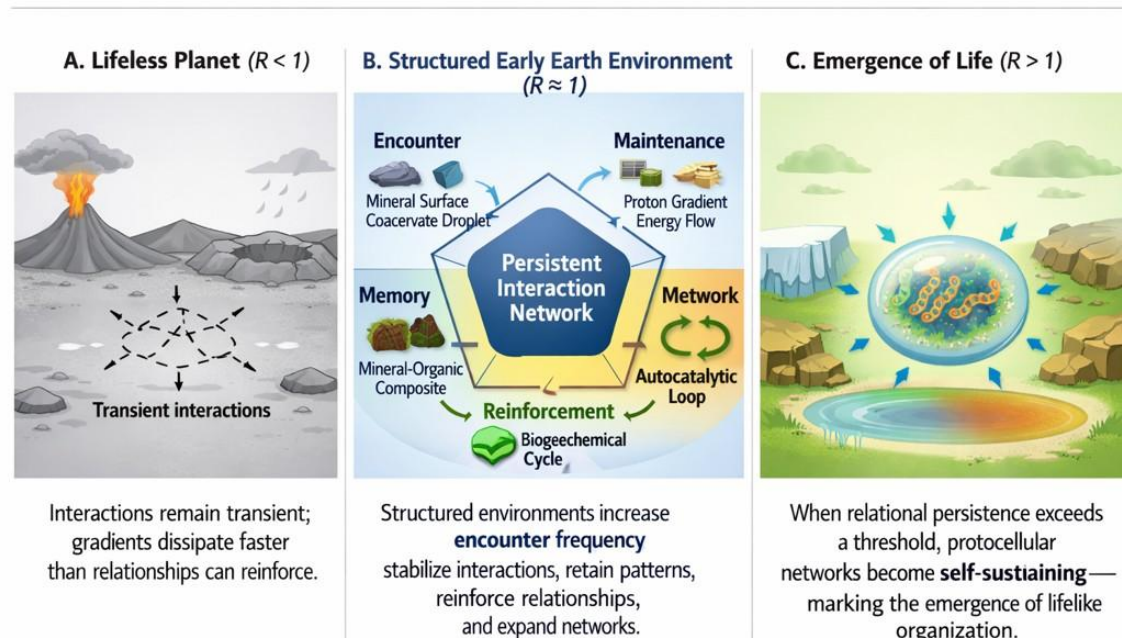 A. Lifeless Planet (R < 1)
Transient interactions
Interactions remain transient;
gradients dissipate faster
than relationships can reinforce.
B. Structured Early Earth Environment
(R ≈ 1)
Encounter
Mineral Surface
Coacervate Droplet
Maintenance
Proton Gradient
Energy Flow
Persistent
Interaction
Network
Memory
Mineral-Organic
Composite
Metwork
Autocatalytic
Loop
Reinforcement
Biogeechemical
Cycle
Structured environments increase
encounter frequency
stabilize interactions, retain patterns,
reinforce relationships,
and expand networks.
C. Emergence of Life (R > 1)
When relational persistence exceeds
a threshold, protocellular
networks become self-sustiaining—
marking the emergence of lifelike
organization.